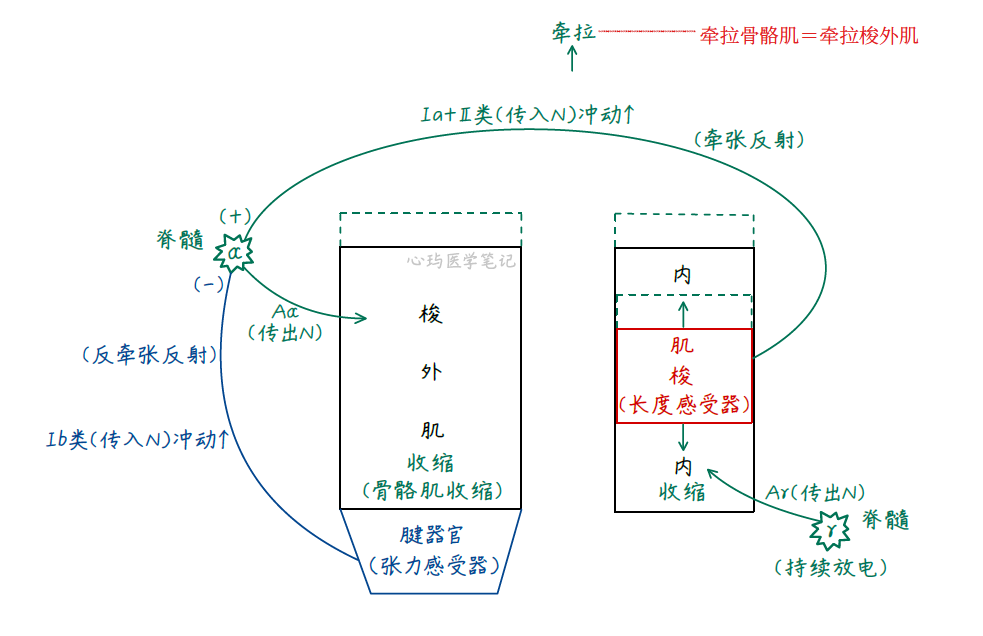 牵拉
牵拉骨骼肌=牵拉梭外肌
Ia+Ⅱ类(传入N)冲动↑
(牵张反射)
(+)
脊髓
α
(-)
Aα
(传出N)
(反牵张反射)
Ib类(传入N)冲动↑
心玙医学笔记
梭
外
肌
收缩
(骨骼肌收缩)
腱器官
(张力感受器)
内
肌
梭
(长度感受器)
内
收缩
Aγ(传出N)
γ
脊髓
(持续放电)